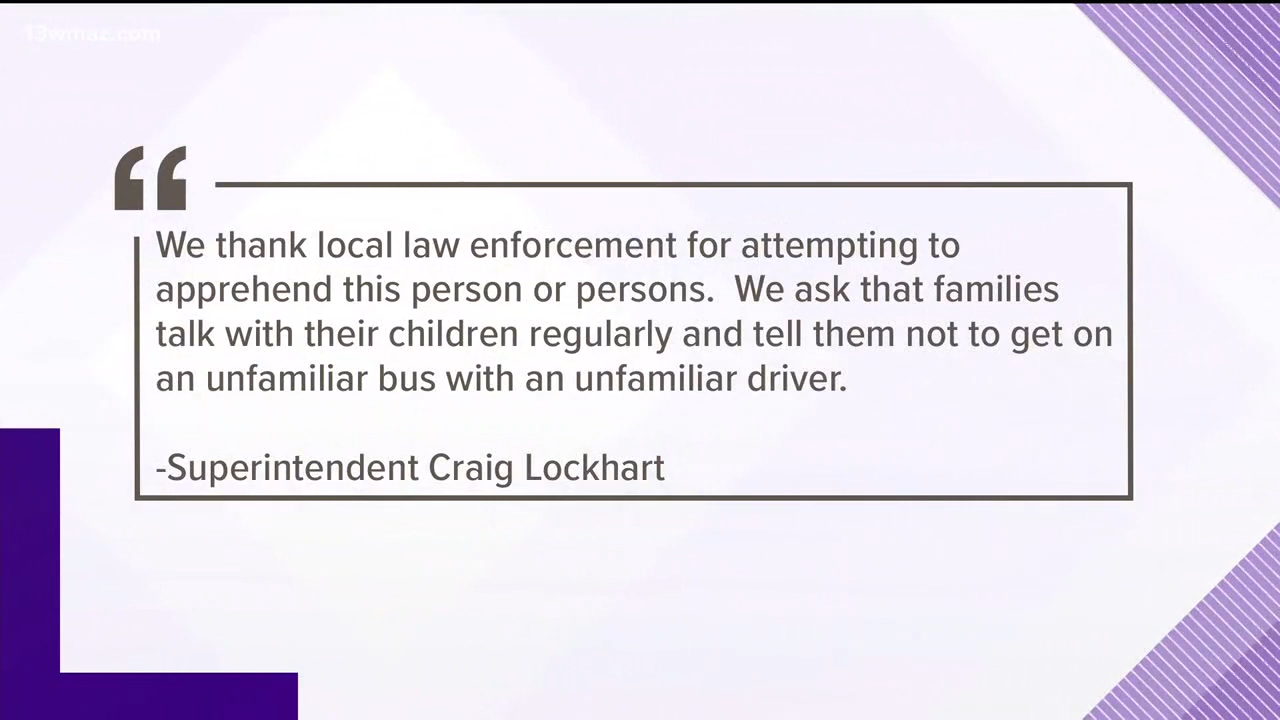 13wmaz.com
“
We thank local law enforcement for attempting to
apprehend this person or persons.  We ask that families
talk with their children regularly and tell them not to get on
an unfamiliar bus with an unfamiliar driver.
-Superintendent Craig Lockhart